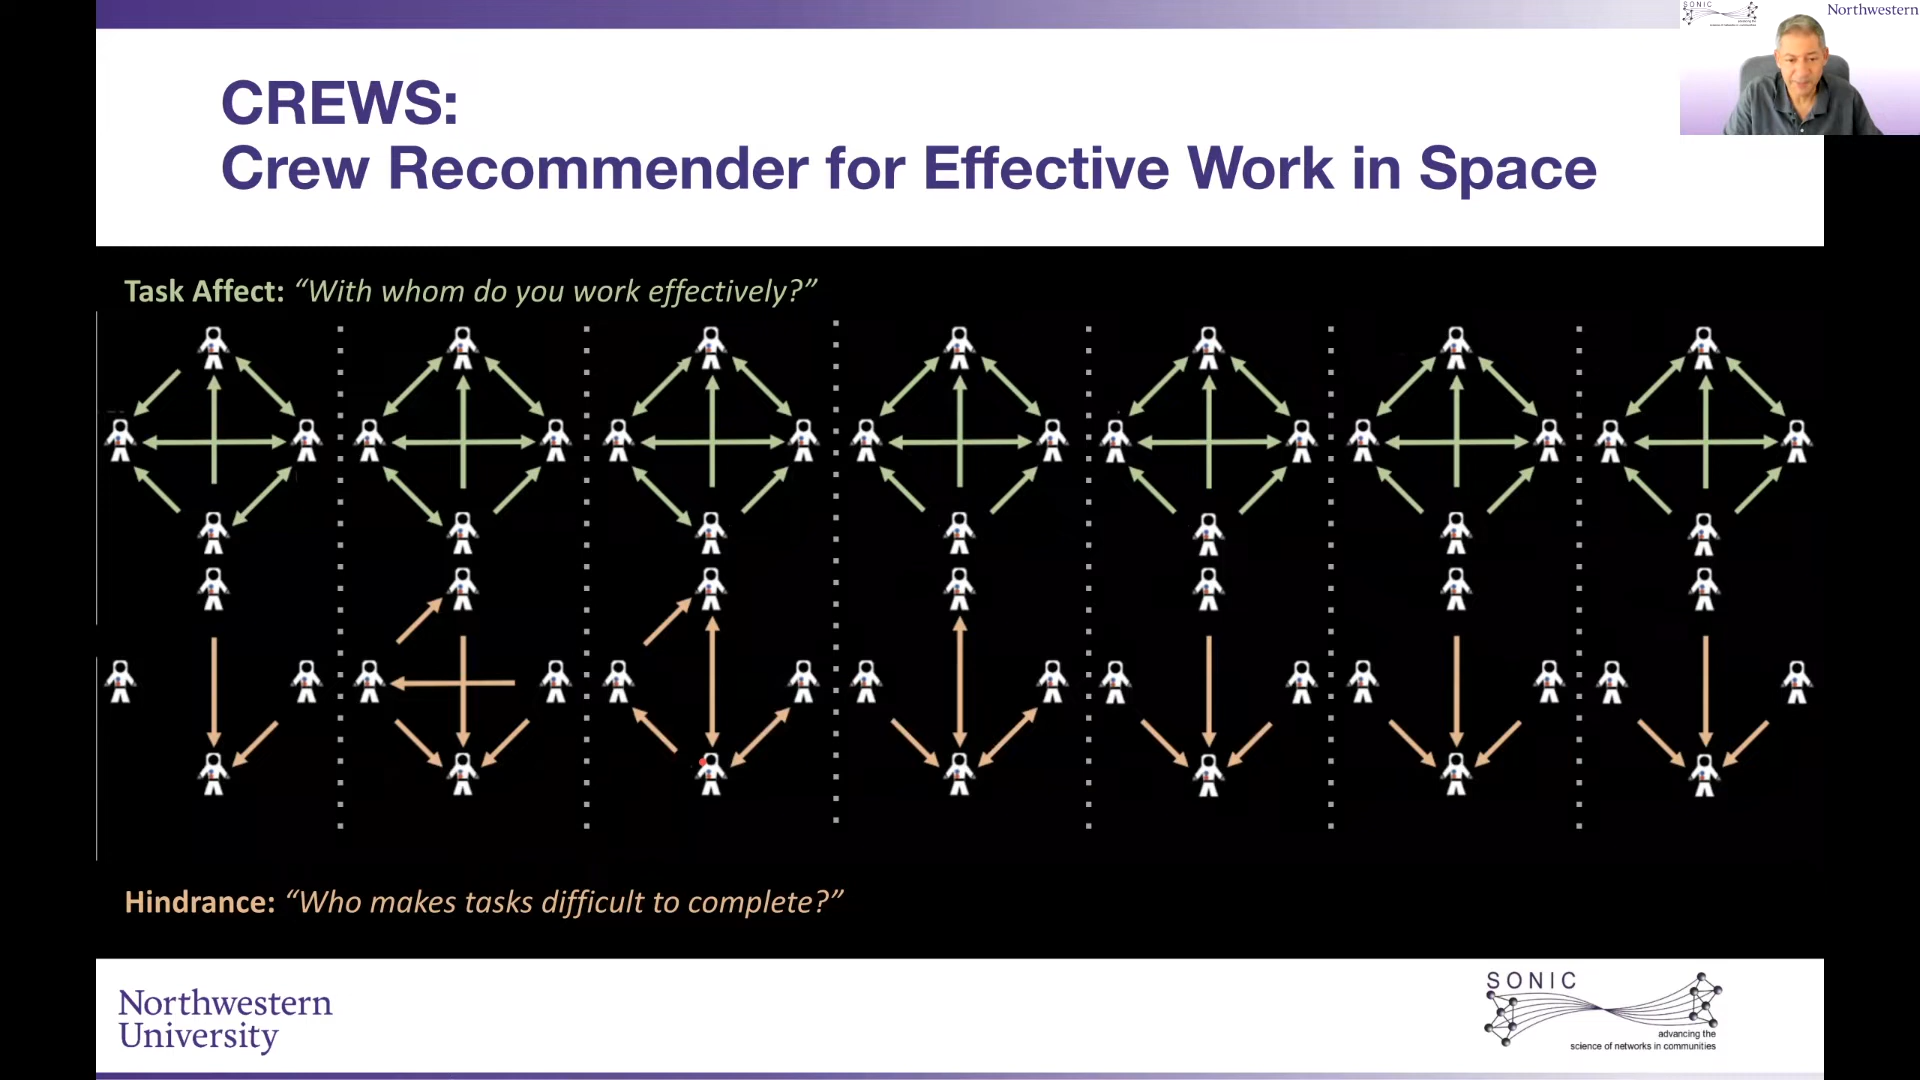 SONIC
Northwestern
CREWS:
Crew Recommender for Effective Work in Space
Task Affect: “With whom do you work effectively?”
Hindrance: “Who makes tasks difficult to complete?”
Northwestern
University
SONIC
advancing the
science of networks in communities